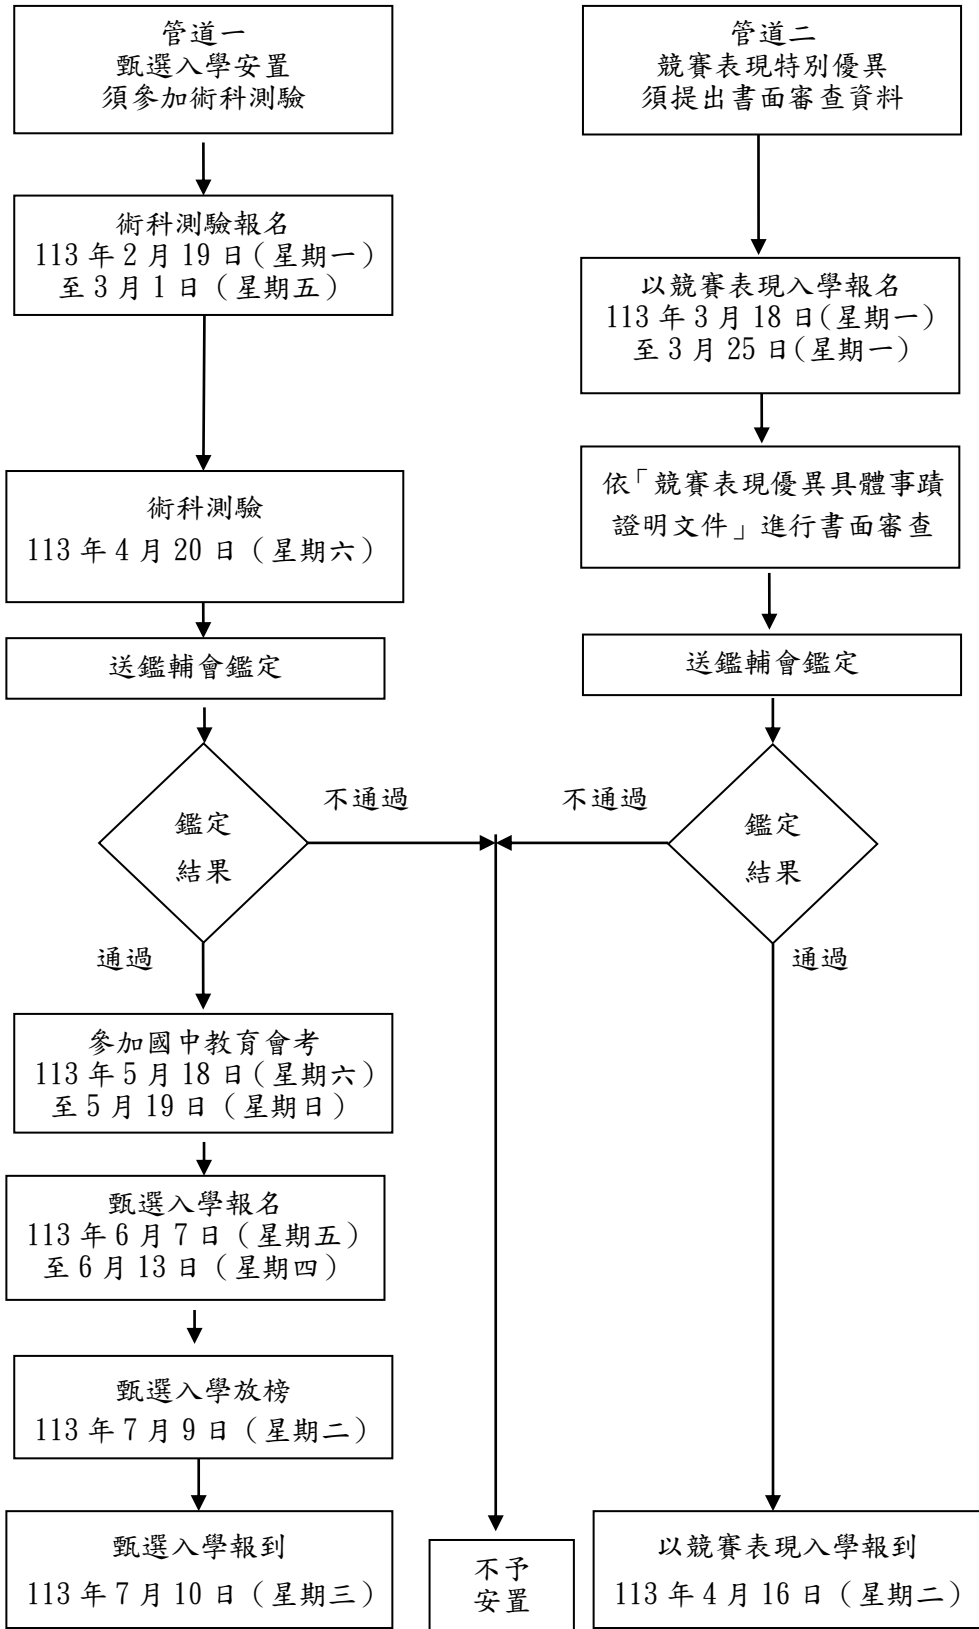 管道一
甄選入學安置
須參加術科測驗
術科測驗報名
113 年 2 月 19 日（星期一）
至 3 月 1 日（星期五）
術科測驗
113 年 4 月 20 日（星期六）
送鑑輔會鑑定
鑑定
結果
不通過
通過
參加國中教育會考
113 年 5 月 18 日（星期六）
至 5 月 19 日（星期日）
甄選入學報名
113 年 6 月 7 日（星期五）
至 6 月 13 日（星期四）
甄選入學放榜
113 年 7 月 9 日（星期二）
甄選入學報到
113 年 7 月 10 日（星期三）
管道二
競賽表現特別優異
須提出書面審查資料
以競賽表現入學報名
113 年 3 月 18 日（星期一）
至 3 月 25 日（星期一）
依「競賽表現優異具體事蹟
證明文件」進行書面審查
送鑑輔會鑑定
鑑定
結果
不通過
通過
不予
安置
以競賽表現入學報到
113 年 4 月 16 日（星期二）